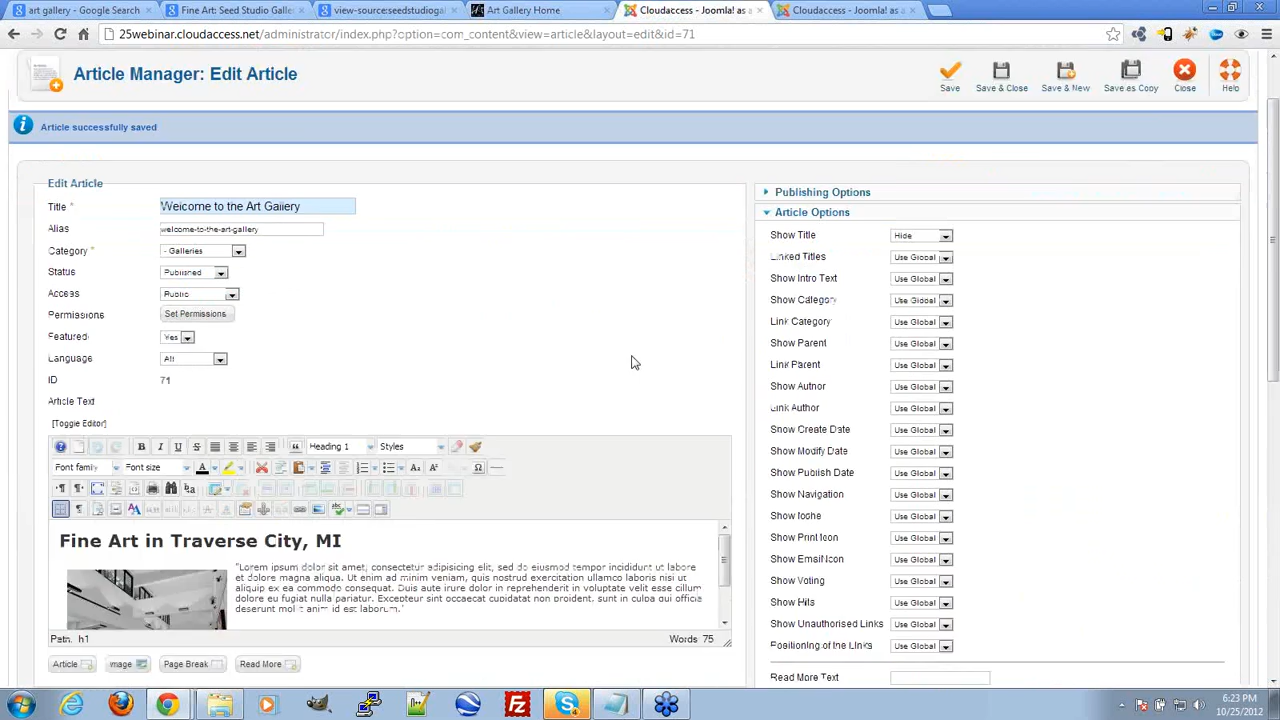 art gallery - Google Search
Fine Art: Seed Studio Galle
view-source:seedstudioga
Art Gallery Home
Cloudaccess - Joomla! as a
Cloudaccess - Joomla! as a
25webinar.cloudaccess.net/administrator/index.php?option=com_content&view=article&layout=edit&id=71
Article Manager: Edit Article
Save
Save & Close
Save & New
Save as Copy
Close
Help
Article successfully saved
Edit Article
Title *
Welcome to the Art Gallery
Alias
welcome-to-the-art-gallery
Category *
- Galleries
Status
Published
Access
Public
Permissions
Set Permissions
Featured
Yes
Language
All
ID
71
Article Text
[Toggle Editor]
Heading 1
Styles
Font family
Font size
Fine Art in Traverse City, MI
"Lorem ipsum dolor sit amet, consectetur adipisicing elit, sed do eiusmod tempor incididunt ut labore
et dolore magna aliqua. Ut enim ad minim veniam, quis nostrud exercitation ullamco laboris nisi ut
aliquip ex ea commodo consequat. Duis aute irure dolor in reprehenderit in voluptate velit esse cillum
dolore eu fugiat nulla pariatur. Excepteur sint occaecat cupidatat non proident, sunt in culpa qui officia
deserunt mollit anim id est laborum."
Path: h1
Words: 75
Article
Image
Page Break
Read More
Publishing Options
Article Options
Show Title
Hide
Linked Titles
Use Global
Show Intro Text
Use Global
Show Category
Use Global
Link Category
Use Global
Show Parent
Use Global
Link Parent
Use Global
Show Author
Use Global
Link Author
Use Global
Show Create Date
Use Global
Show Modify Date
Use Global
Show Publish Date
Use Global
Show Navigation
Use Global
Show Icons
Use Global
Show Print Icon
Use Global
Show Email Icon
Use Global
Show Voting
Use Global
Show Hits
Use Global
Show Unauthorised Links
Use Global
Positioning of the Links
Use Global
Read More Text
6:23 PM
10/25/2012